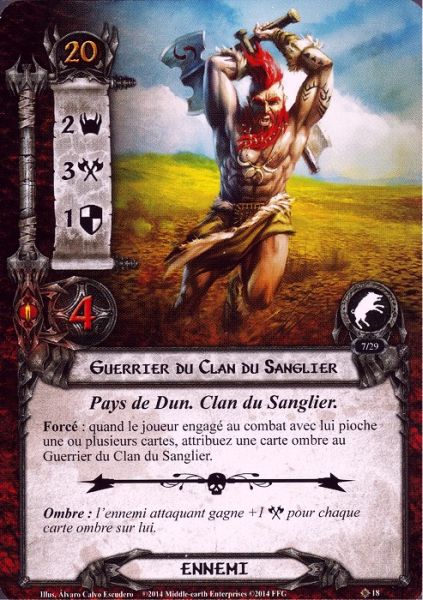 20
2
3
1
4
7/29
Guerrier du Clan du Sanglier
Pays de Dun. Clan du Sanglier.
Forcé : quand le joueur engagé au combat avec lui pioche
une ou plusieurs cartes, attribuez une carte ombre au
Guerrier du Clan du Sanglier.
Ombre : l'ennemi attaquant gagne +1 pour chaque
carte ombre sur lui.
ENNEMI
Illus. Álvaro Calvo Escudero ©2014 Middle-earth Enterprises ©2014 FFG 18